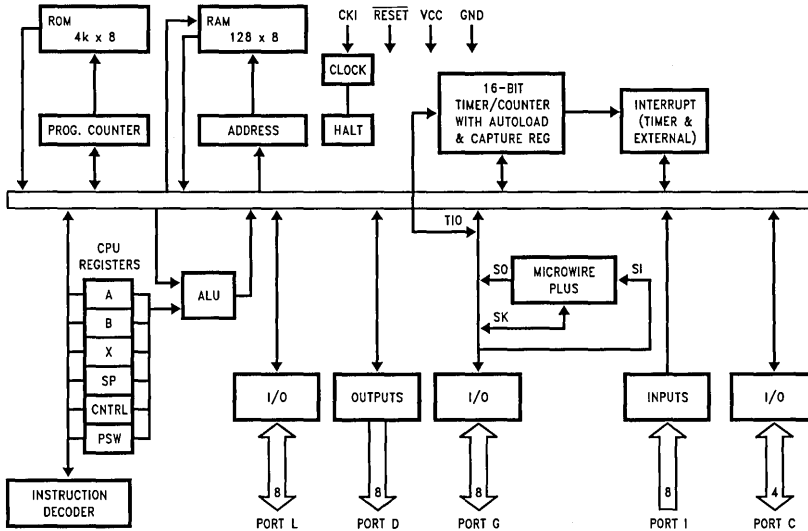 ROM
4k x 8
RAM
128 x 8
CKI
RESET
VCC
GND
CLOCK
HALT
PROG. COUNTER
ADDRESS
16-BIT
TIMER/COUNTER
WITH AUTOLOAD
& CAPTURE REG
INTERRUPT
(TIMER &
EXTERNAL)
TIO
CPU
REGISTERS
A
B
X
SP
CNTRL
PSW
ALU
SO
MICROWIRE
PLUS
SI
SK
I/O
OUTPUTS
I/O
INPUTS
I/O
INSTRUCTION
DECODER
8
8
8
8
4
PORT L
PORT D
PORT G
PORT I
PORT C